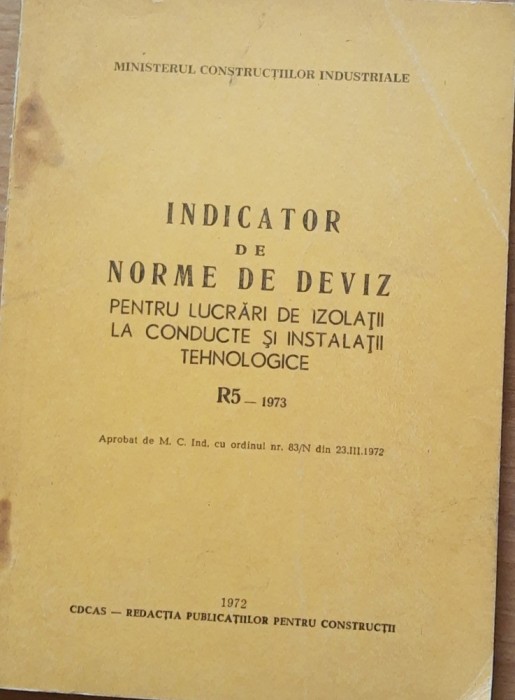 MINISTERUL CONSTRUCȚIILOR INDUSTRIALE
INDICATOR
DE
NORME DE DEVIZ
PENTRU LUCRĂRI DE IZOLAȚII
LA CONDUCTE ȘI INSTALAȚII
TEHNOLOGICE
R5 — 1973
Aprobat de M. C. Ind. cu ordinul nr. 83/N din 23.III.1972
1972
CDCAS — REDACȚIA PUBLICAȚIILOR PENTRU CONSTRUCȚII